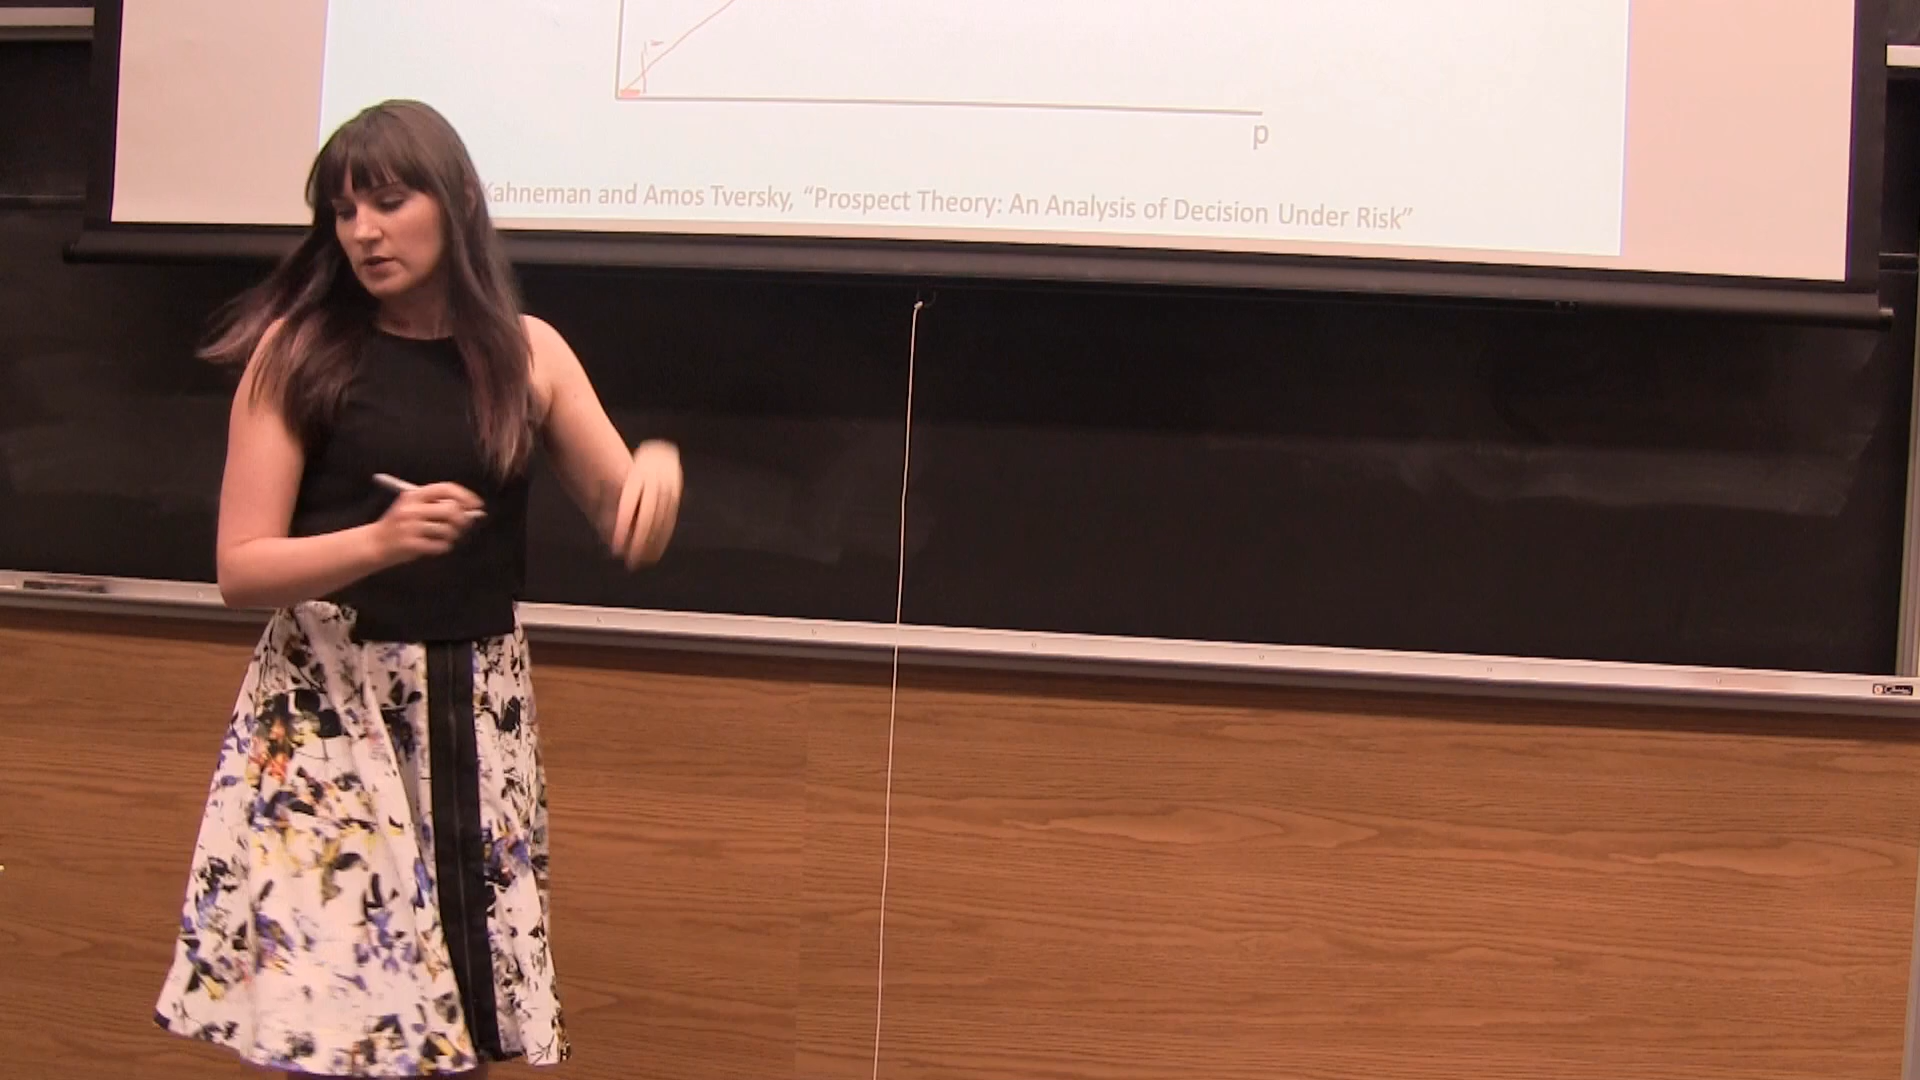 p
Kahneman and Amos Tversky, “Prospect Theory: An Analysis of Decision Under Risk”